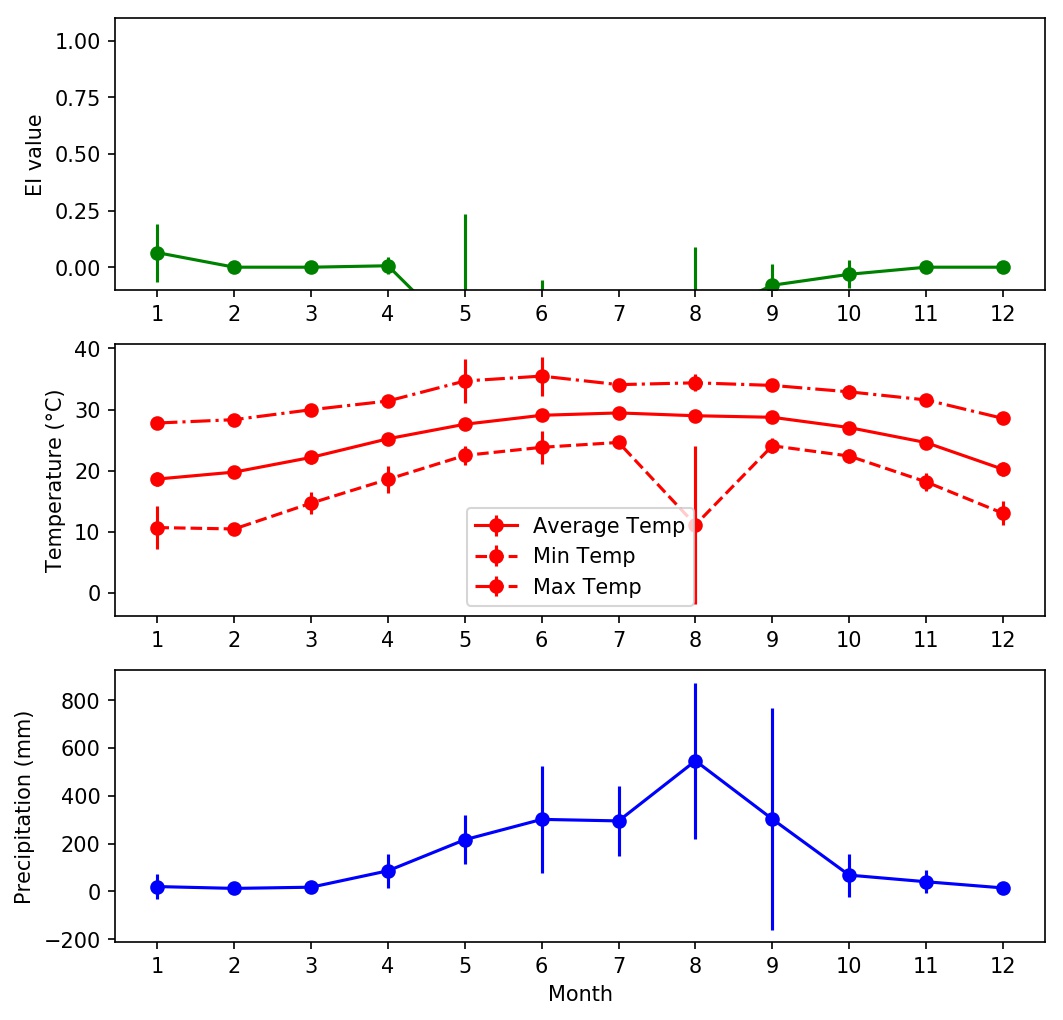 1.00
0.75
0.50
0.25
0.00
EI value
1 2 3 4 5 6 7 8 9 10 11 12
40
30
20
10
0
Temperature (°C)
Average Temp
Min Temp
Max Temp
1 2 3 4 5 6 7 8 9 10 11 12
800
600
400
200
0
−200
Precipitation (mm)
1 2 3 4 5 6 7 8 9 10 11 12
Month